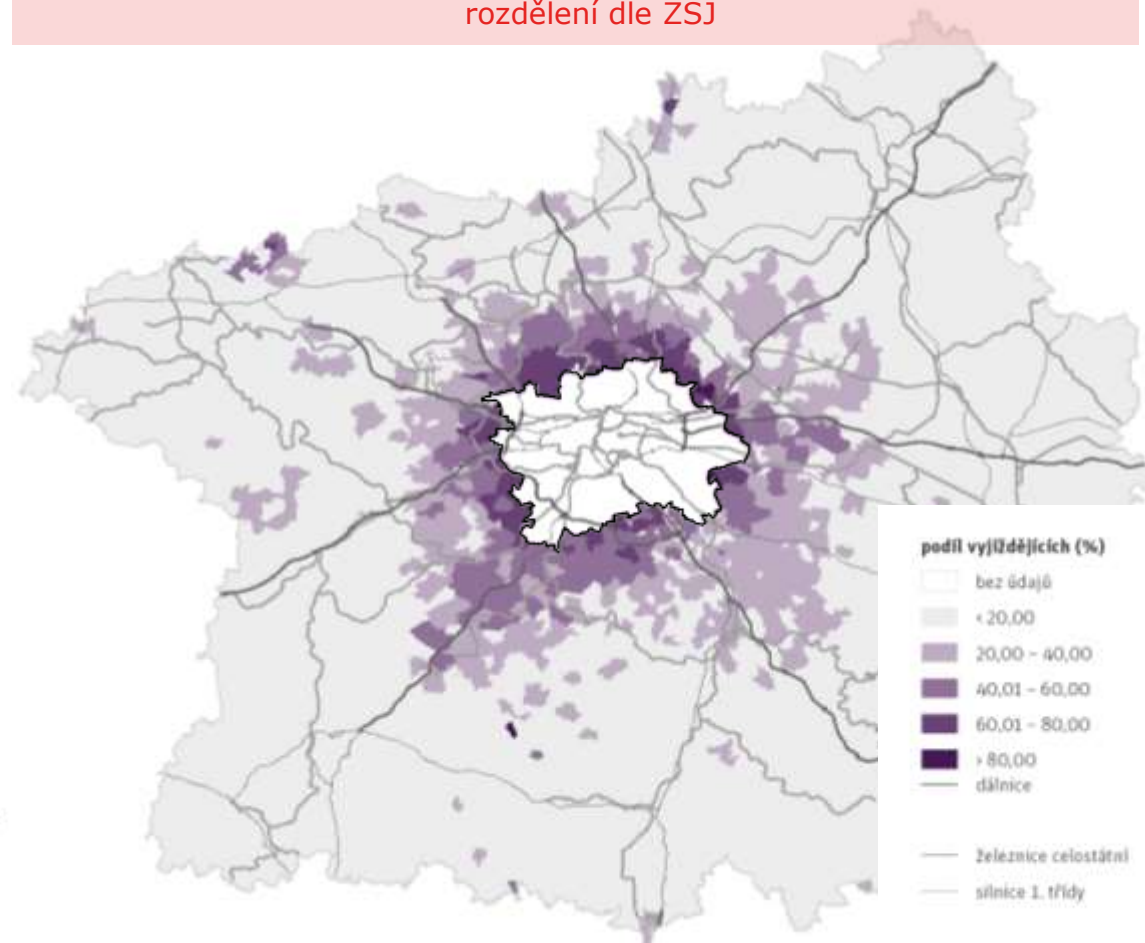 rozdělení dle ZSJ
podíl vyjíždějících (%)
bez údajů
< 20,00
20,00 – 40,00
40,01 – 60,00
60,01 – 80,00
> 80,00
dálnice
železnice celostátní
silnice 1. třídy